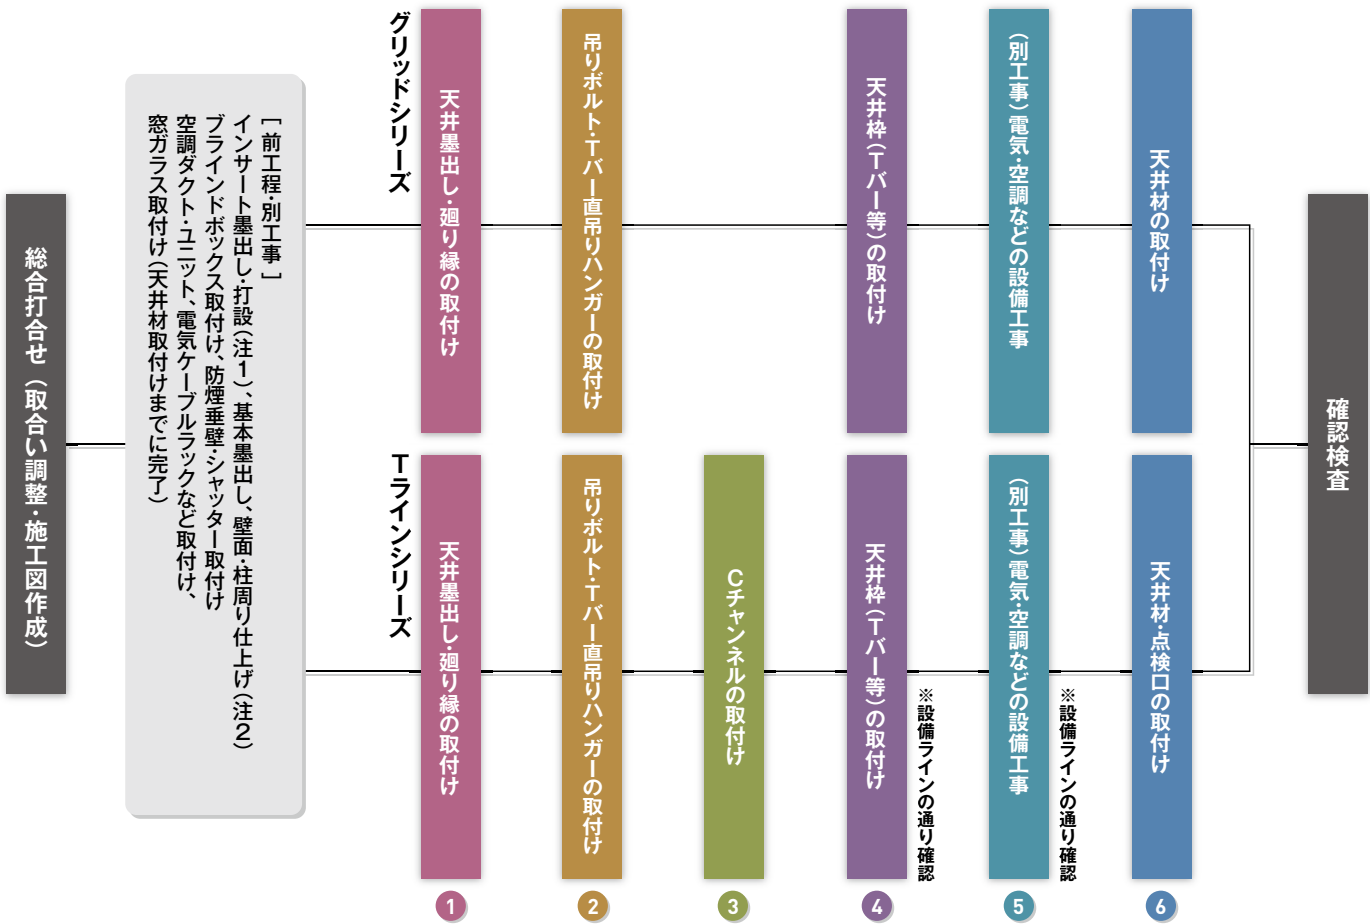 総合打合せ（取合い調整・施工図作成）
［前工程・別工事］
インサート墨出し・打設（注１）、基本墨出し、壁面・柱周り仕上げ（注２）
ブラインドボックス取付け、防煙垂壁・シャッター取付け
空調ダクト・ユニット、電気ケーブルラックなど取付け、
窓ガラス取付け（天井材取付けまでに完了）
グリッドシリーズ
天井墨出し・廻り縁の取付け
吊りボルト・Tバー直吊りハンガーの取付け
天井枠（Tバー等）の取付け
（別工事）電気・空調などの設備工事
天井材の取付け
Tラインシリーズ
天井墨出し・廻り縁の取付け
吊りボルト・Tバー直吊りハンガーの取付け
Cチャンネルの取付け
天井枠（Tバー等）の取付け
※設備ラインの通り確認
（別工事）電気・空調などの設備工事
※設備ラインの通り確認
天井材・点検口の取付け
確認検査
1
2
3
4
5
6